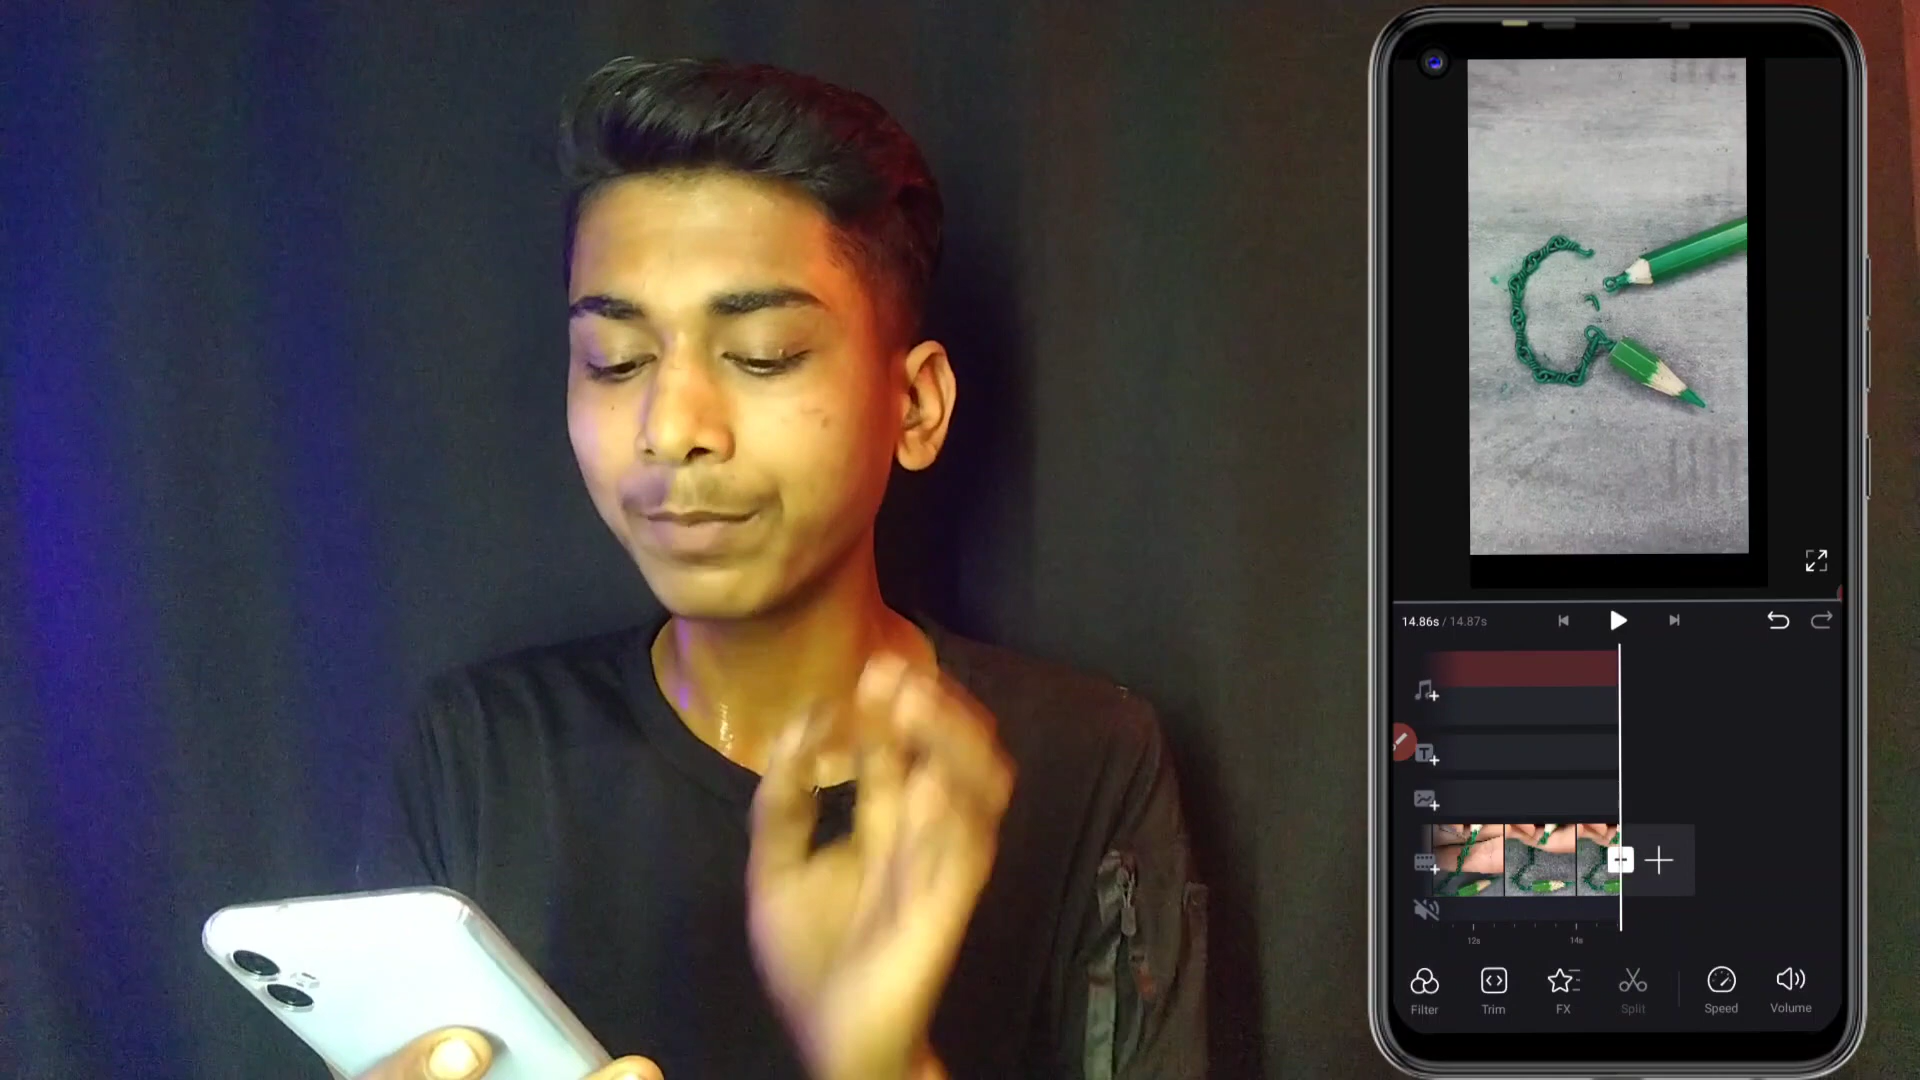 14.86s / 14.87s
T
12s
14s
Filter
Trim
FX
Split
Speed
Volume